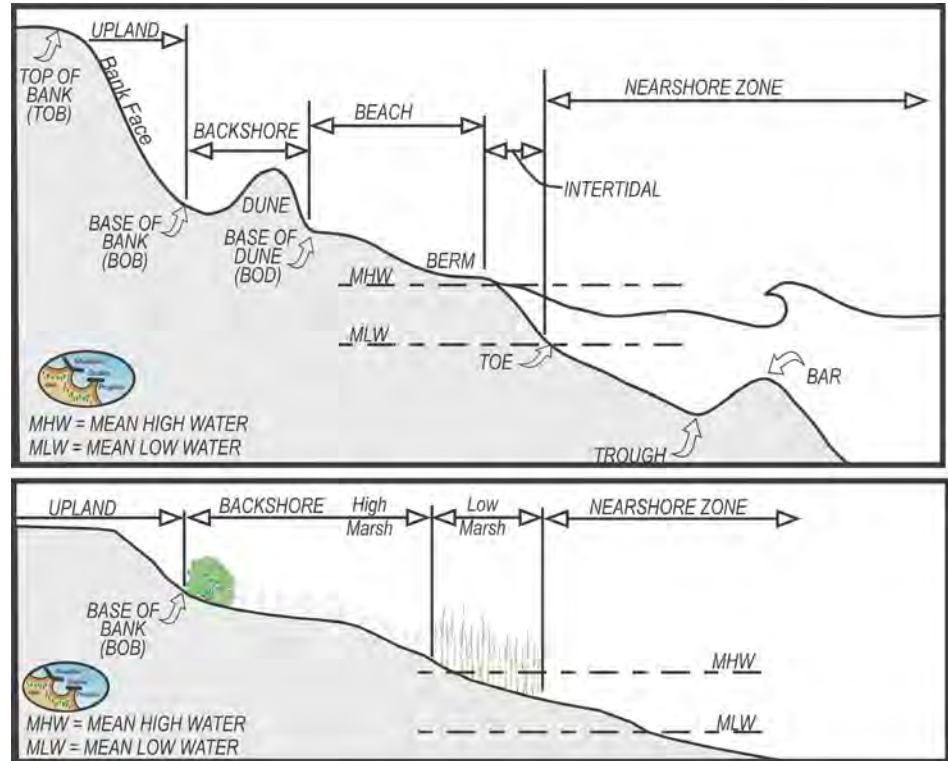 UPLAND
TOP OF
BANK
(TOB)
Bank Face
NEARSHORE ZONE
BEACH
BACKSHORE
INTERTIDAL
DUNE
BASE OF
BANK
(BOB)
BASE OF
DUNE
(BOD)
BERM
MHW
MLW
TOE
BAR
TROUGH
MHW = MEAN HIGH WATER
MLW = MEAN LOW WATER
UPLAND
BACKSHORE
High
Marsh
Low
Marsh
NEARSHORE ZONE
BASE OF
BANK
(BOB)
MHW
MLW
MHW = MEAN HIGH WATER
MLW = MEAN LOW WATER